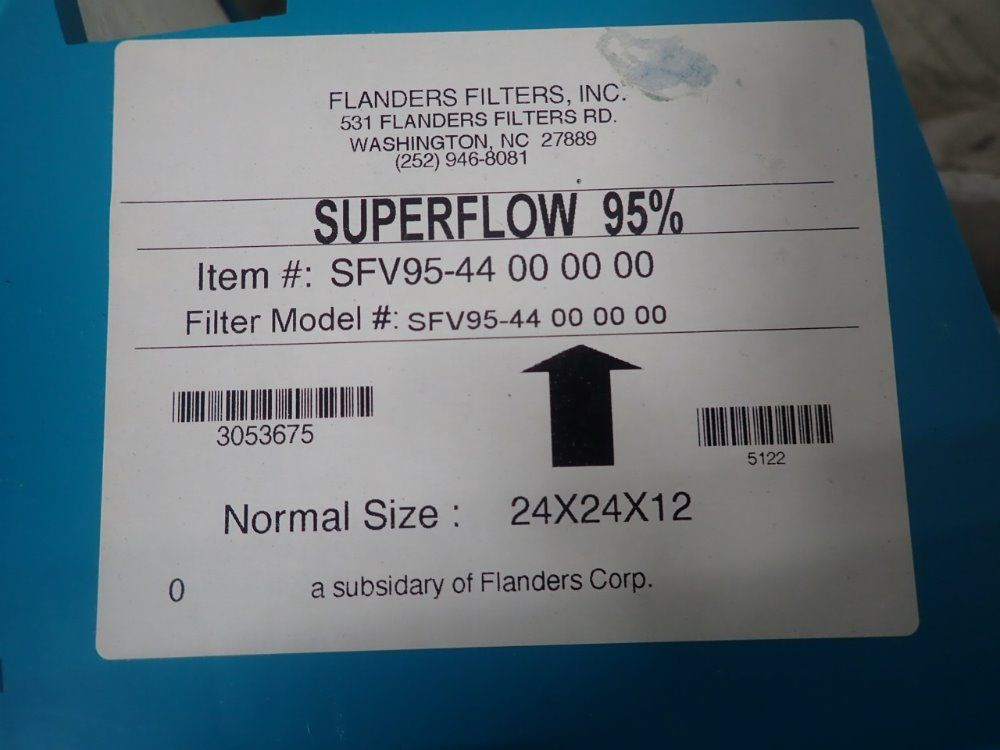 FLANDERS FILTERS, INC.
531 FLANDERS FILTERS RD.
WASHINGTON, NC 27889
(252) 946-8081
SUPERFLOW 95%
Item #: SFV95-44 00 00 00
Filter Model #: SFV95-44 00 00 00
3053675
5122
Normal Size : 24X24X12
0 a subsidary of Flanders Corp.